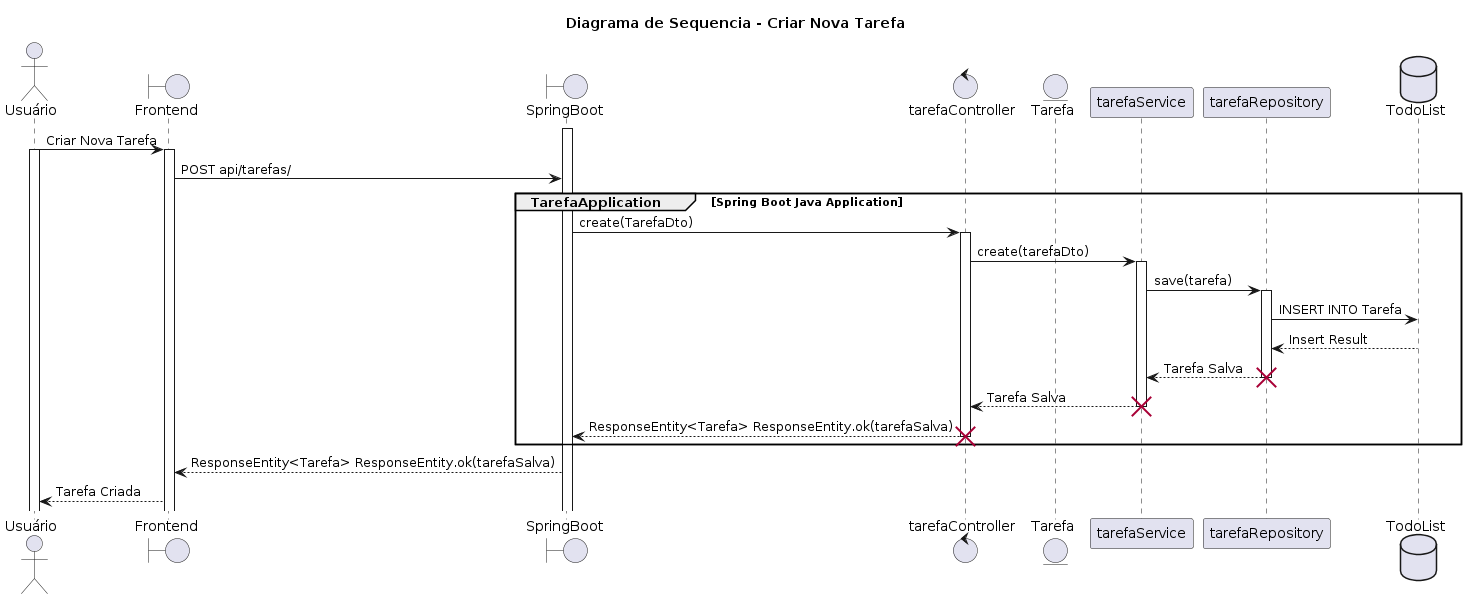 Diagrama de Sequencia - Criar Nova Tarefa
Usuário
Frontend
SpringBoot
tarefaController
Tarefa
tarefaService
tarefaRepository
TodoList
Criar Nova Tarefa
POST api/tarefas/
TarefaApplication [Spring Boot Java Application]
create(TarefaDto)
create(tarefaDto)
save(tarefa)
INSERT INTO Tarefa
Insert Result
Tarefa Salva
Tarefa Salva
ResponseEntity<Tarefa> ResponseEntity.ok(tarefaSalva)
ResponseEntity<Tarefa> ResponseEntity.ok(tarefaSalva)
Tarefa Criada
Usuário
Frontend
SpringBoot
tarefaController
Tarefa
tarefaService
tarefaRepository
TodoList